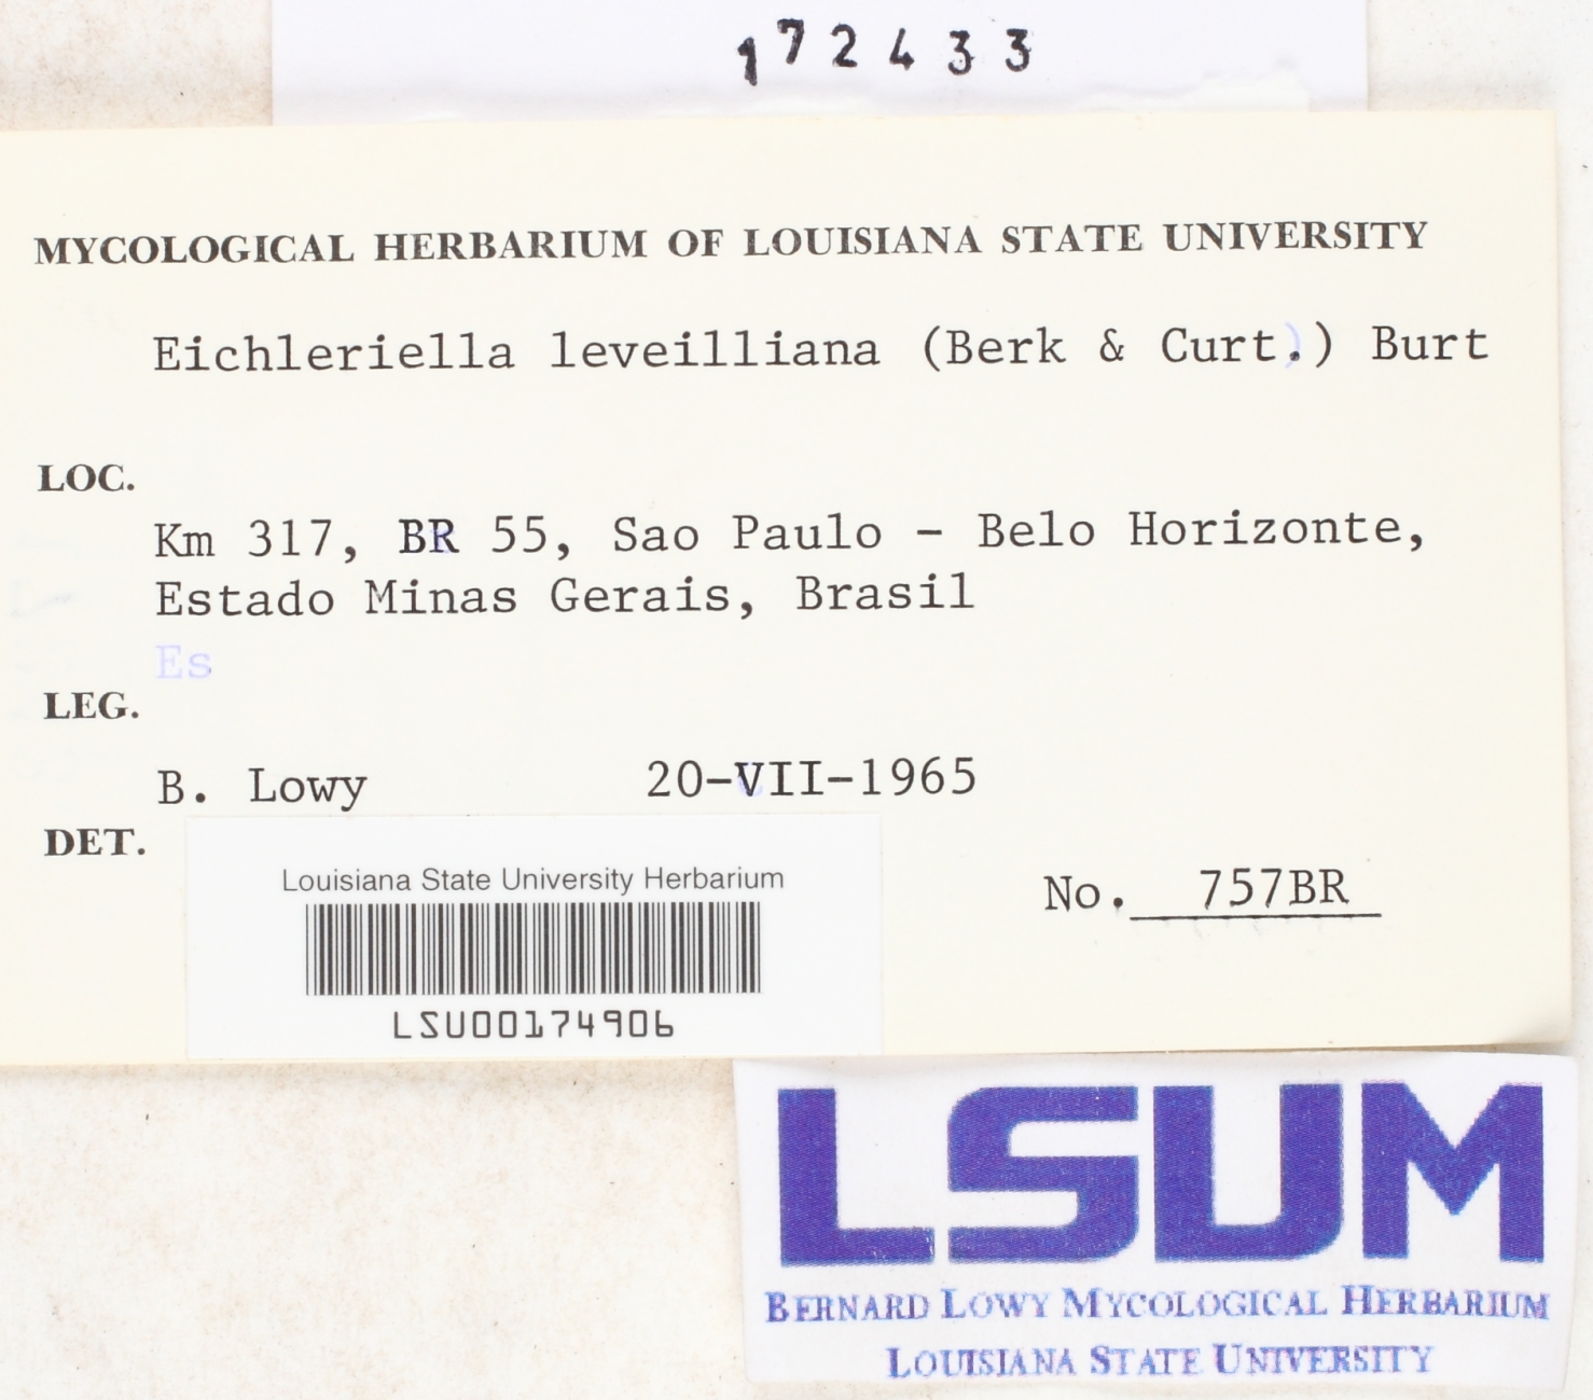 172433
MYCOLOGICAL HERBARIUM OF LOUISIANA STATE UNIVERSITY
Eichleriella leveilliana (Berk & Curt.) Burt
LOC.
Km 317, BR 55, Sao Paulo - Belo Horizonte,
Estado Minas Gerais, Brasil
Es
LEG.
B. Lowy 20-VII-1965
DET.
Louisiana State University Herbarium
No. 757BR
LSU00174906
LSUM
BERNARD LOWY MYCOLOGICAL HERBARIUM
LOUISIANA STATE UNIVERSITY